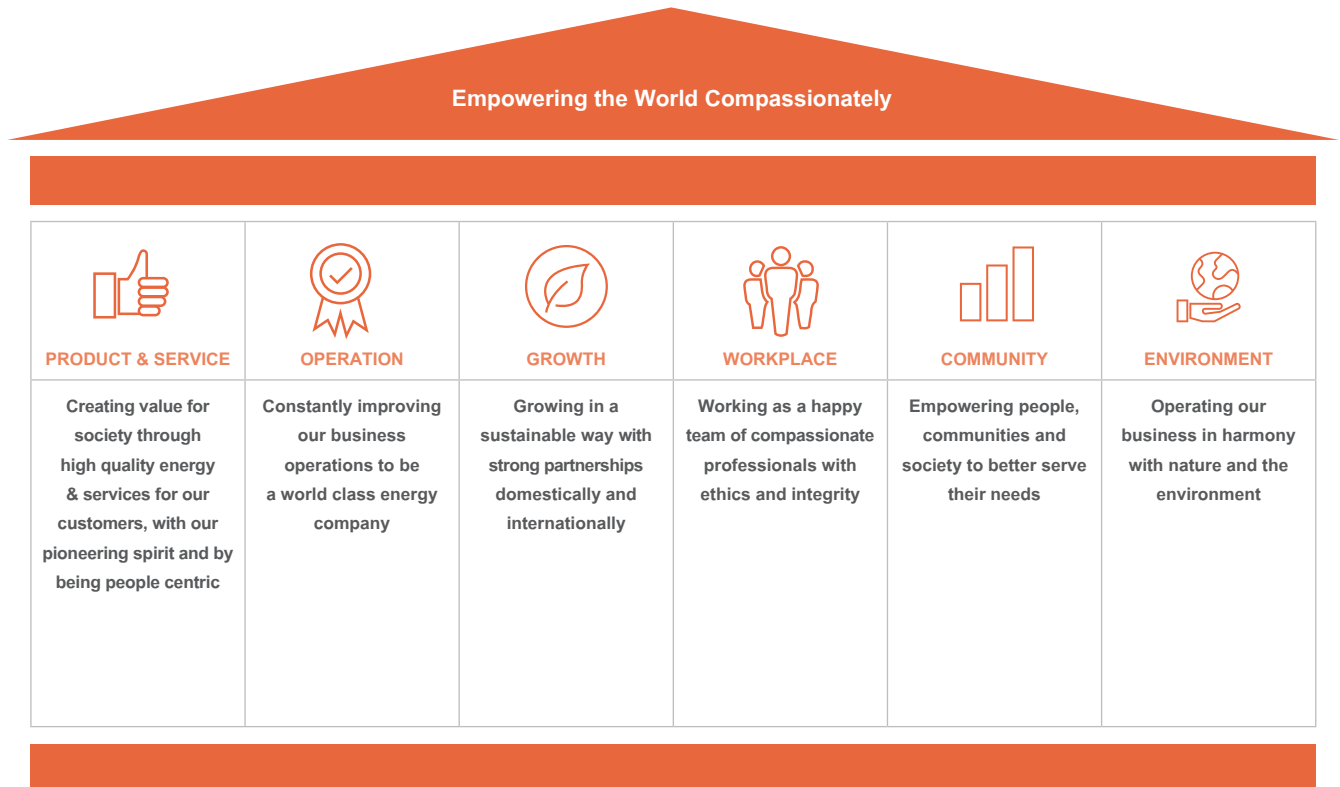 Empowering the World Compassionately
PRODUCT & SERVICE
Creating value for
society through
high quality energy
& services for our
customers, with our
pioneering spirit and by
being people centric
OPERATION
Constantly improving
our business
operations to be
a world class energy
company
GROWTH
Growing in a
sustainable way with
strong partnerships
domestically and
internationally
WORKPLACE
Working as a happy
team of compassionate
professionals with
ethics and integrity
COMMUNITY
Empowering people,
communities and
society to better serve
their needs
ENVIRONMENT
Operating our
business in harmony
with nature and the
environment